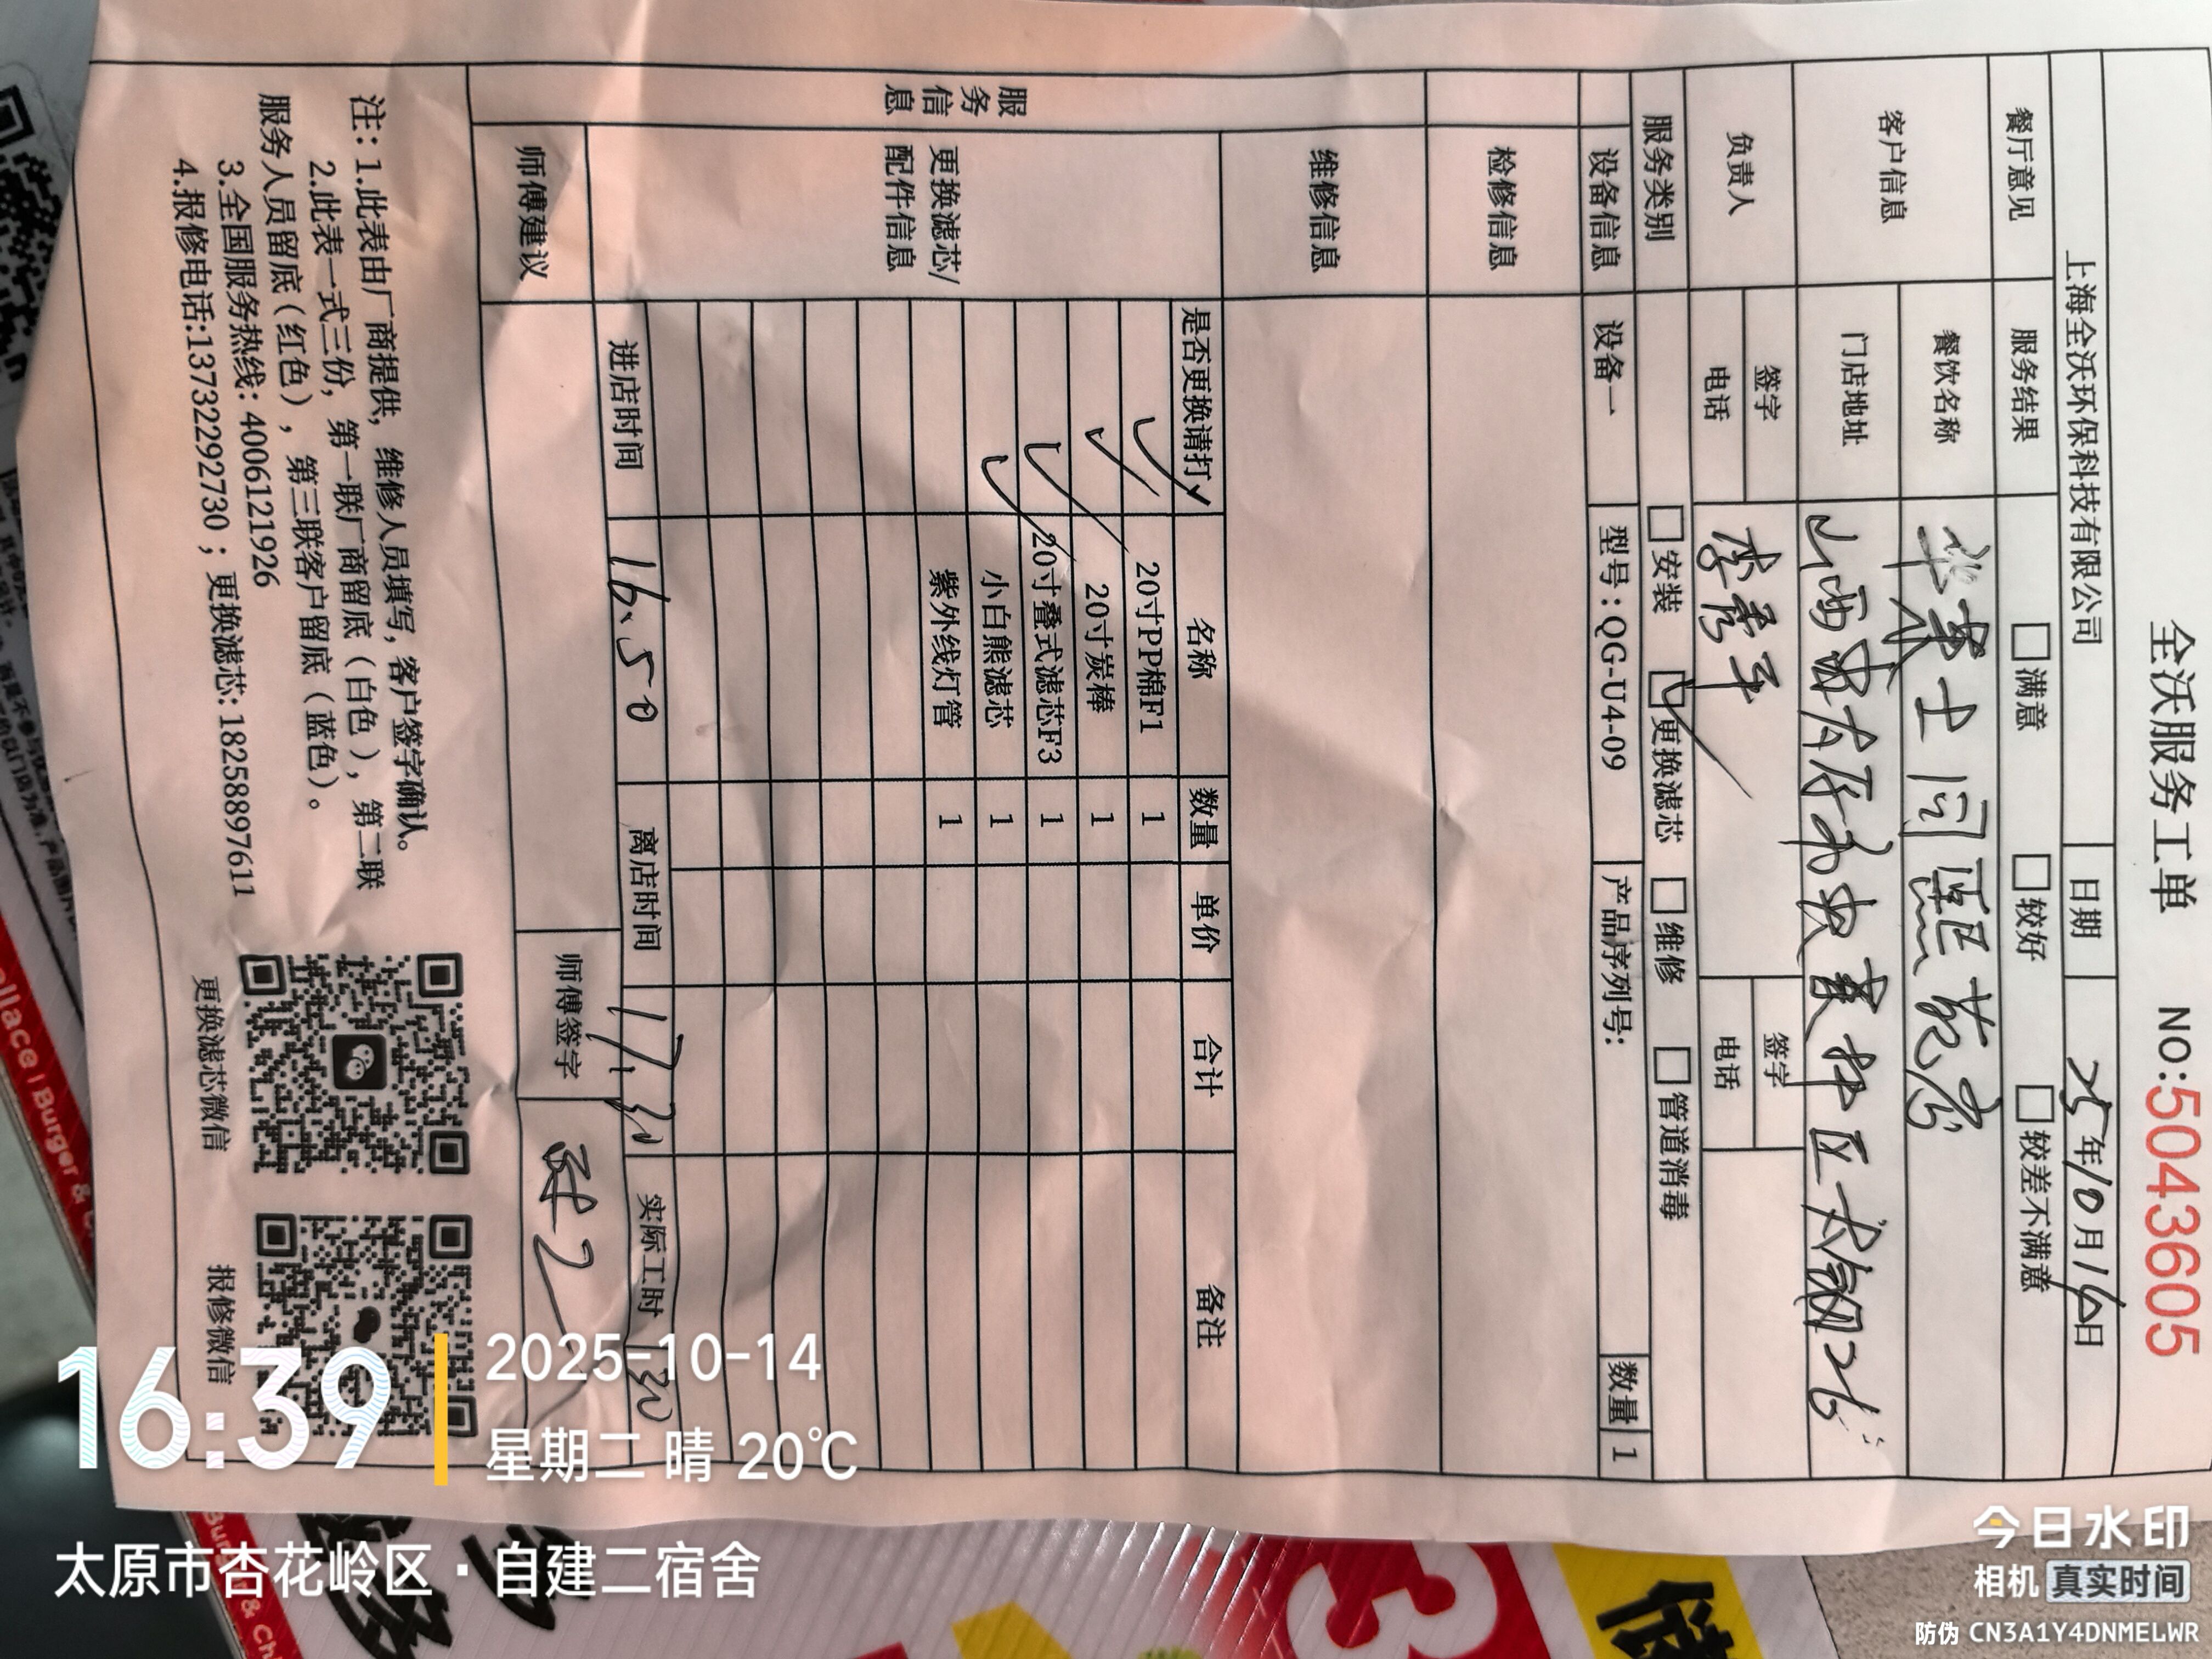 全沃服务工单 NO:5043605
上海全沃环保科技有限公司 日期 25年10月14日
餐厅意见 服务结果 □满意 □较好 □较差不满意
客户信息 餐饮名称 华莱士
门店地址 山西省太原市
负责人 签字 签字
电话 电话
服务类别 □安装 □更换滤芯 □维修 □管道消毒
设备信息 设备一 型号:QG-U4-09 产品序列号: 数量 1
检修信息
维修信息
服务信息
更换滤芯/配件信息
是否更换请打✓ 名称 数量 单价 合计 备注
✓ 20寸PP棉F1 1
✓ 20寸炭棒 1
✓ 20寸叠式滤芯F3 1
✓ 小白熊滤芯 1
紫外线灯管 1
进店时间 16:50 离店时间 17:30 实际工时
师傅建议 师傅签字
注:1.此表由厂商提供,维修人员填写,客户签字确认。
2.此表一式三份,第一联厂商留底(白色),第二联
服务人员留底(红色),第三联客户留底(蓝色)。
3.全国服务热线:4006121926
4.报修电话:13732292730;更换滤芯:18258897611
更换滤芯微信
报修微信
16:39
2025-10-14
星期二 晴 20℃
太原市杏花岭区·自建二宿舍
今日水印
相机 真实时间
防伪 CN3A1Y4DNMELWR